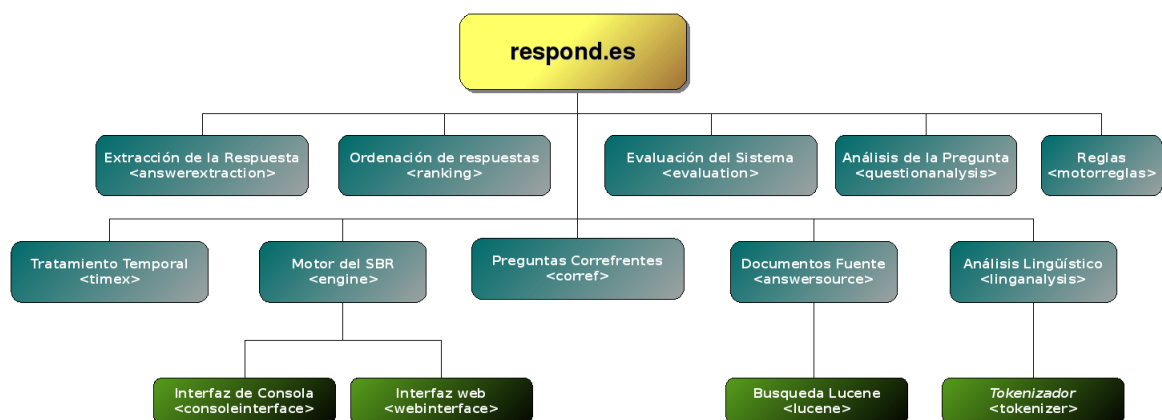 respond.es
Extracción de la Respuesta
<answerextraction>
Ordenación de respuestas
<ranking>
Evaluación del Sistema
<evaluation>
Análisis de la Pregunta
<questionanalysis>
Reglas
<motorreglas>
Tratamiento Temporal
<timex>
Motor del SBR
<engine>
Preguntas Correfrentes
<corref>
Documentos Fuente
<answersource>
Análisis Lingüístico
<linganalysis>
Interfaz de Consola
<consoleinterface>
Interfaz web
<webinterface>
Busqueda Lucene
<lucene>
Tokenizador
<tokenizer>